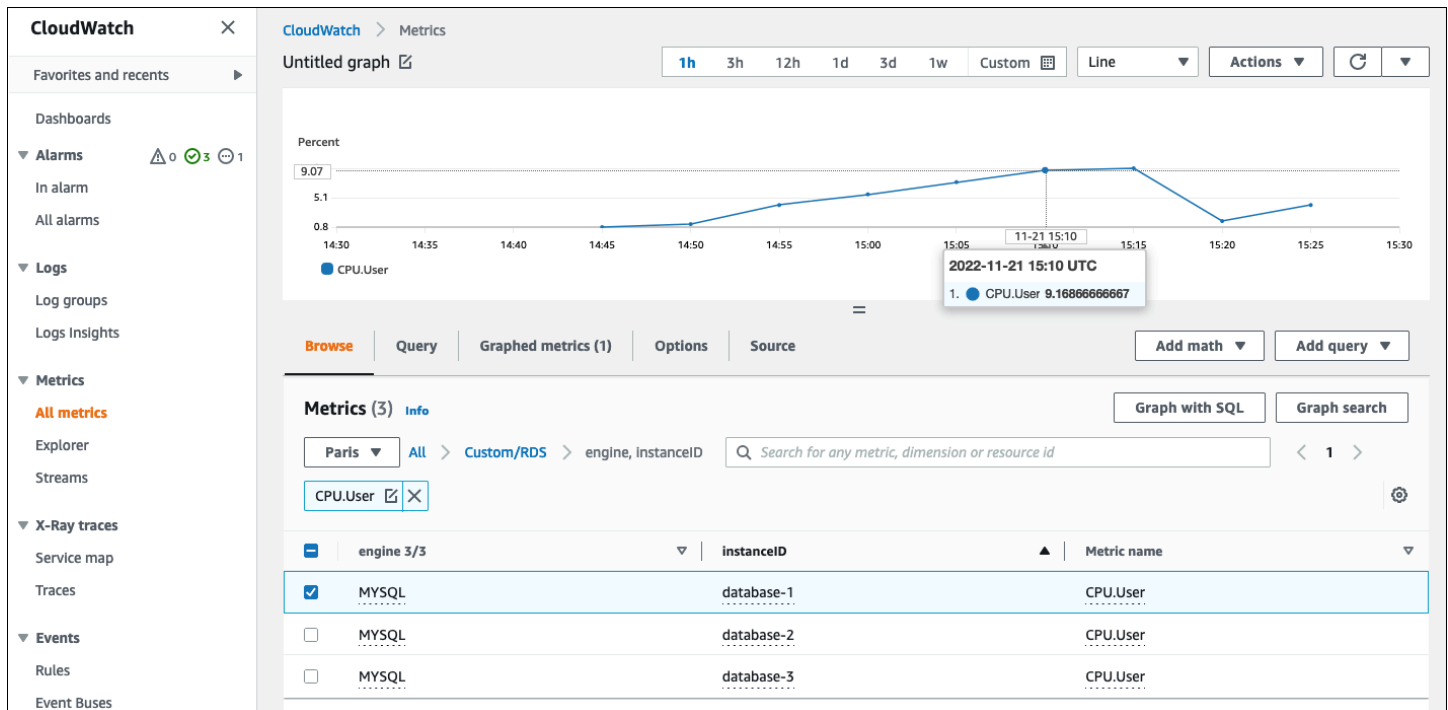 CloudWatch
Favorites and recents
Dashboards
Alarms 0 3 1
In alarm
All alarms
Logs
Log groups
Logs Insights
Metrics
All metrics
Explorer
Streams
X-Ray traces
Service map
Traces
Events
Rules
Event Buses
CloudWatch > Metrics
Untitled graph
1h 3h 12h 1d 3d 1w Custom Line Actions
Percent
9.07
5.1
0.8
14:30 14:35 14:40 14:45 14:50 14:55 15:00 15:05 15:10 15:15 15:20 15:25 15:30
11-21 15:10
CPU.User
2022-11-21 15:10 UTC
1. CPU.User 9.16866666667
Browse Query Graphed metrics (1) Options Source Add math Add query
Metrics (3) Info Graph with SQL Graph search
Paris All > Custom/RDS > engine, instanceID Search for any metric, dimension or resource id < 1 >
CPU.User
engine 3/3 instanceID Metric name
MYSQL database-1 CPU.User
MYSQL database-2 CPU.User
MYSQL database-3 CPU.User